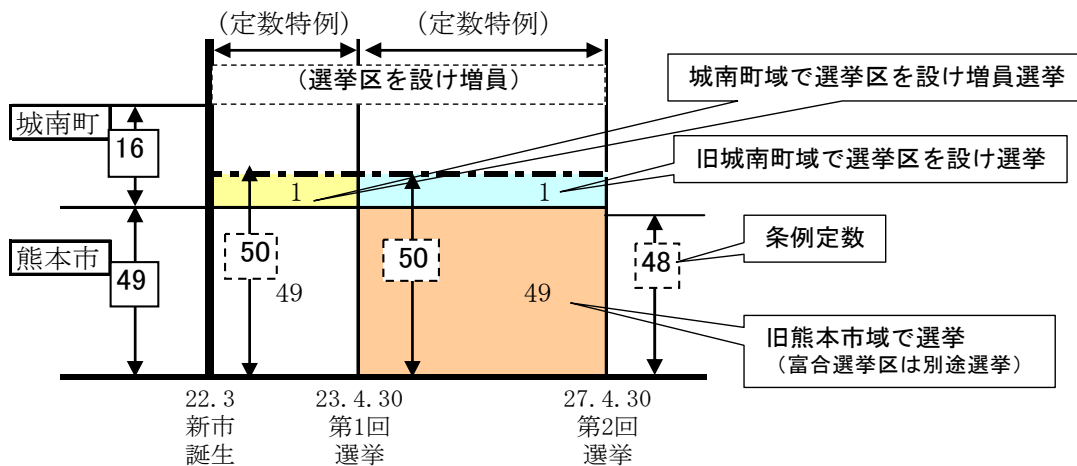 (定数特例)
(定数特例)
(選挙区を設け増員)
城南町域で選挙区を設け増員選挙
城南町
16
旧城南町域で選挙区を設け選挙
1
1
熊本市
49
50
49
50
49
48
条例定数
旧熊本市域で選挙
(富合選挙区は別途選挙)
22.3
新市
誕生
23.4.30
第1回
選挙
27.4.30
第2回
選挙